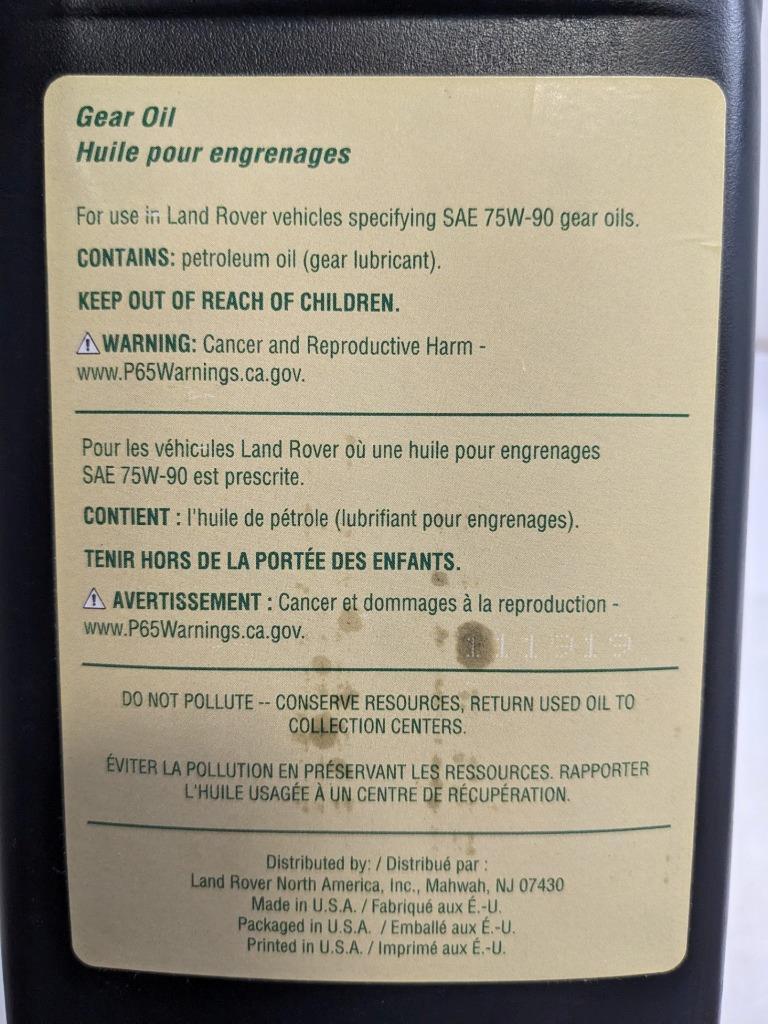 Gear Oil
Huile pour engrenages
For use in Land Rover vehicles specifying SAE 75W-90 gear oils.
CONTAINS: petroleum oil (gear lubricant).
KEEP OUT OF REACH OF CHILDREN.
WARNING: Cancer and Reproductive Harm -
www.P65Warnings.ca.gov.
Pour les véhicules Land Rover où une huile pour engrenages
SAE 75W-90 est prescrite.
CONTIENT : l'huile de pétrole (lubrifiant pour engrenages).
TENIR HORS DE LA PORTÉE DES ENFANTS.
AVERTISSEMENT : Cancer et dommages à la reproduction -
www.P65Warnings.ca.gov.
111919
DO NOT POLLUTE -- CONSERVE RESOURCES, RETURN USED OIL TO
COLLECTION CENTERS.
ÉVITER LA POLLUTION EN PRÉSERVANT LES RESSOURCES. RAPPORTER
L'HUILE USAGÉE À UN CENTRE DE RÉCUPÉRATION.
Distributed by: / Distribué par :
Land Rover North America, Inc., Mahwah, NJ 07430
Made in U.S.A. / Fabriqué aux É.-U.
Packaged in U.S.A. / Emballé aux É.-U.
Printed in U.S.A. / Imprimé aux É.-U.